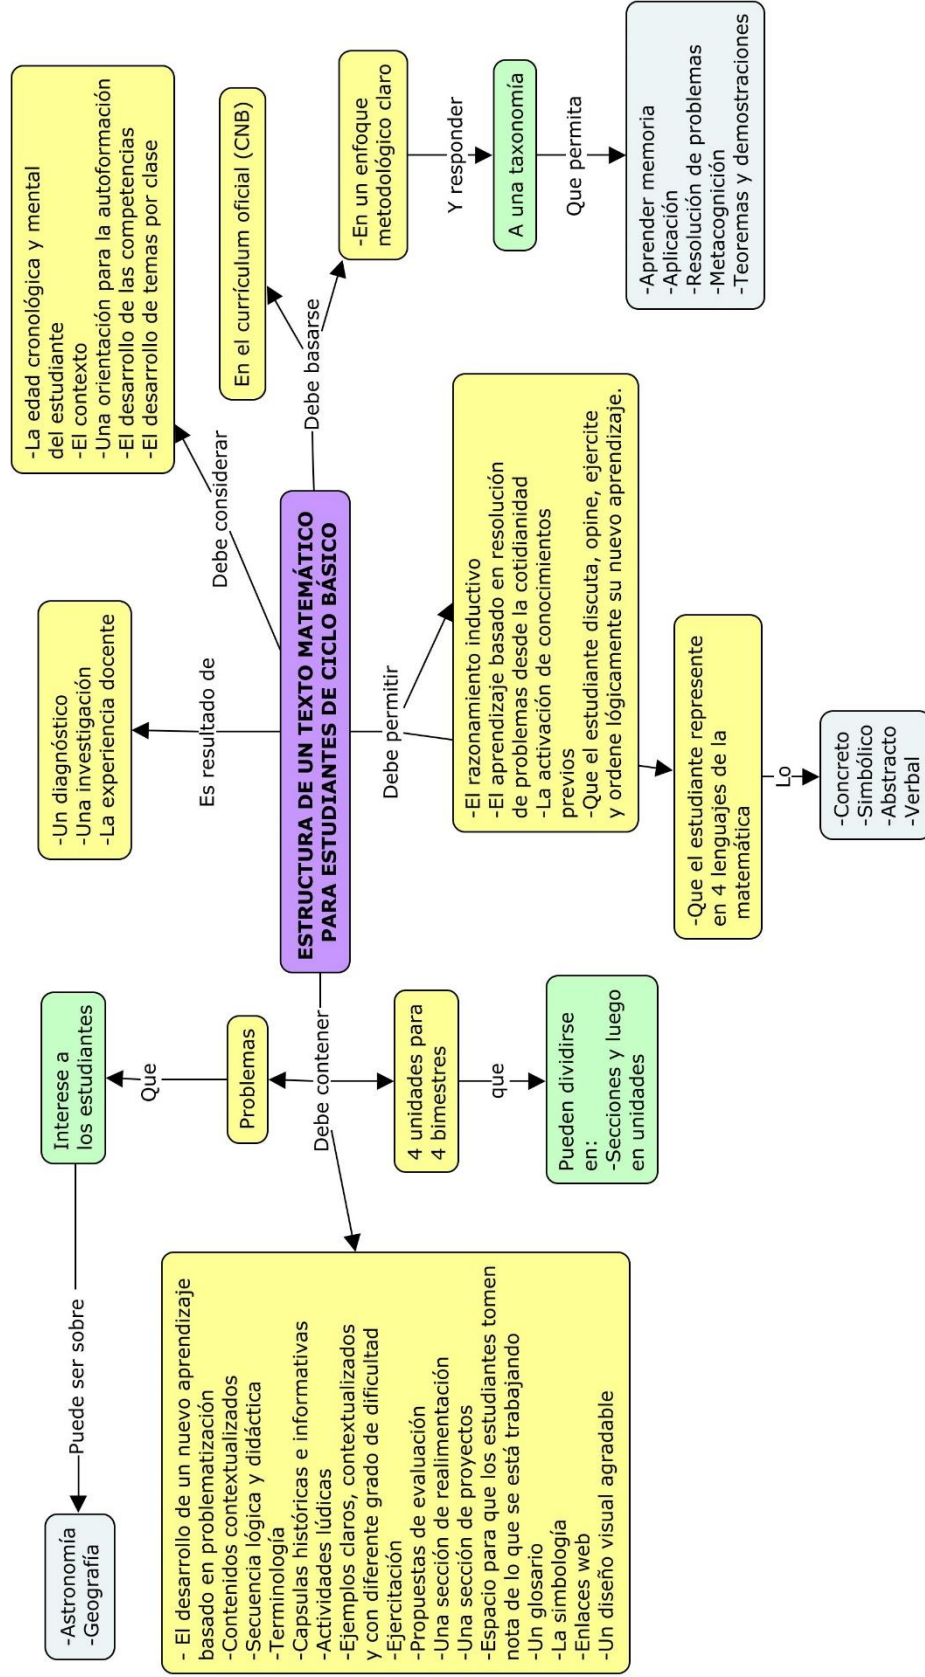 -Astronomía
-Geografía
Puede ser sobre
Interese a
los estudiantes
Que
Problemas
Debe contener
4 unidades para
4 bimestres
que
Pueden dividirse
en:
-Secciones y luego
en unidades
- El desarrollo de un nuevo aprendizaje
basado en problematización
-Contenidos contextualizados
-Secuencia lógica y didáctica
-Terminología
-Capsulas históricas e informativas
-Actividades lúdicas
-Ejemplos claros, contextualizados
y con diferente grado de dificultad
-Ejercitación
-Propuestas de evaluación
-Una sección de realimentación
-Una sección de proyectos
-Espacio para que los estudiantes tomen
nota de lo que se está trabajando
-Un glosario
-La simbología
-Enlaces web
-Un diseño visual agradable
-Un diagnóstico
-Una investigación
-La experiencia docente
Es resultado de
ESTRUCTURA DE UN TEXTO MATEMÁTICO
PARA ESTUDIANTES DE CICLO BÁSICO
Debe considerar
-La edad cronológica y mental
del estudiante
-El contexto
-Una orientación para la autoformación
-El desarrollo de las competencias
-El desarrollo de temas por clase
Debe basarse
En el currículum oficial (CNB)
-En un enfoque
metodológico claro
Y responder
A una taxonomía
Que permita
-Aprender memoria
-Aplicación
-Resolución de problemas
-Metacognición
-Teoremas y demostraciones
Debe permitir
-El razonamiento inductivo
-El aprendizaje basado en resolución
de problemas desde la cotidianidad
-La activación de conocimientos
previos
-Que el estudiante discuta, opine, ejercite
y ordene lógicamente su nuevo aprendizaje.
-Que el estudiante represente
en 4 lenguajes de la
matemática
Lo
-Concreto
-Simbólico
-Abstracto
-Verbal